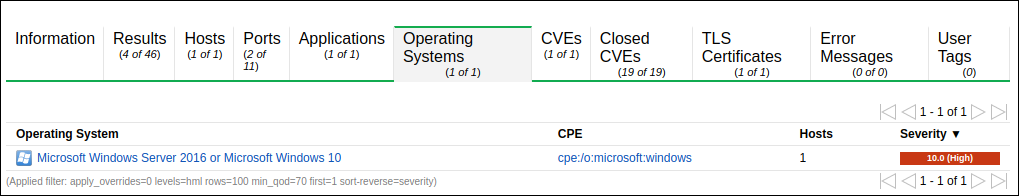 Information
Results
(4 of 46)
Hosts
(1 of 1)
Ports
(2 of
11)
Applications
(1 of 1)
Operating
Systems
(1 of 1)
CVEs
(1 of 1)
Closed
CVEs
(19 of 19)
TLS
Certificates
(1 of 1)
Error
Messages
(0 of 0)
User
Tags
(0)
1 - 1 of 1
Operating System CPE Hosts Severity ▼
Microsoft Windows Server 2016 or Microsoft Windows 10 cpe:/o:microsoft:windows 1 10.0 (High)
(Applied filter: apply_overrides=0 levels=hml rows=100 min_qod=70 first=1 sort-reverse=severity) 1 - 1 of 1